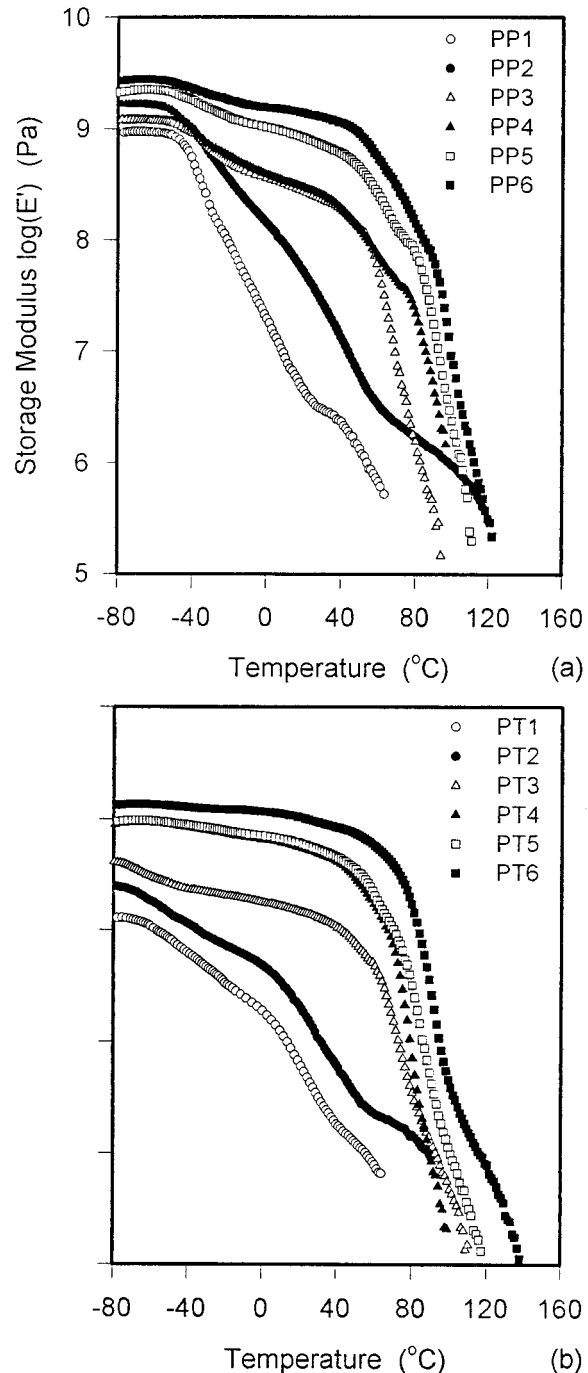 10
9
8
7
6
5
Storage Modulus log(E') (Pa)
PP1
PP2
PP3
PP4
PP5
PP6
-80 -40 0 40 80 120 160
Temperature (°C) (a)
PT1
PT2
PT3
PT4
PT5
PT6
-80 -40 0 40 80 120 160
Temperature (°C) (b)